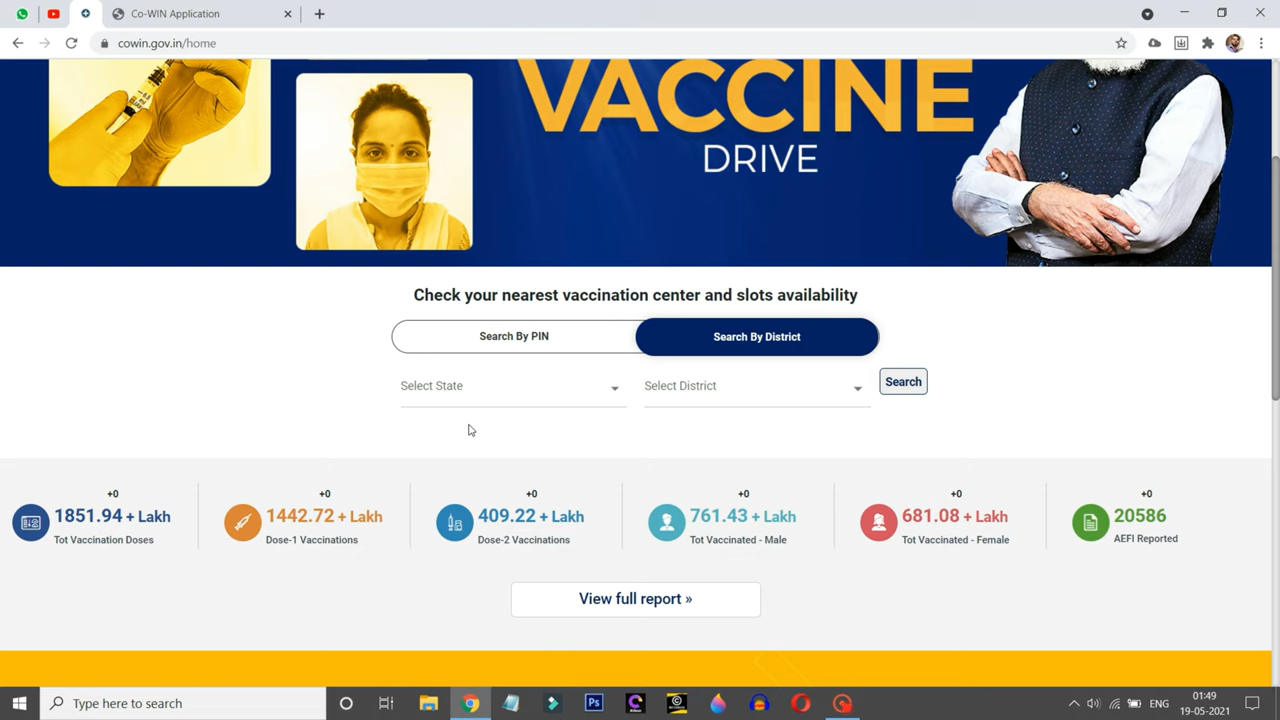 Co-WIN Application
cowin.gov.in/home
VACCINE
DRIVE
Check your nearest vaccination center and slots availability
Search By PIN
Search By District
Select State
Select District
Search
+0
1851.94 + Lakh
Tot Vaccination Doses
+0
1442.72 + Lakh
Dose-1 Vaccinations
+0
409.22 + Lakh
Dose-2 Vaccinations
+0
761.43 + Lakh
Tot Vaccinated - Male
+0
681.08 + Lakh
Tot Vaccinated - Female
+0
20586
AEFI Reported
View full report »
Type here to search
Ps
ENG
01:49
19-05-2021